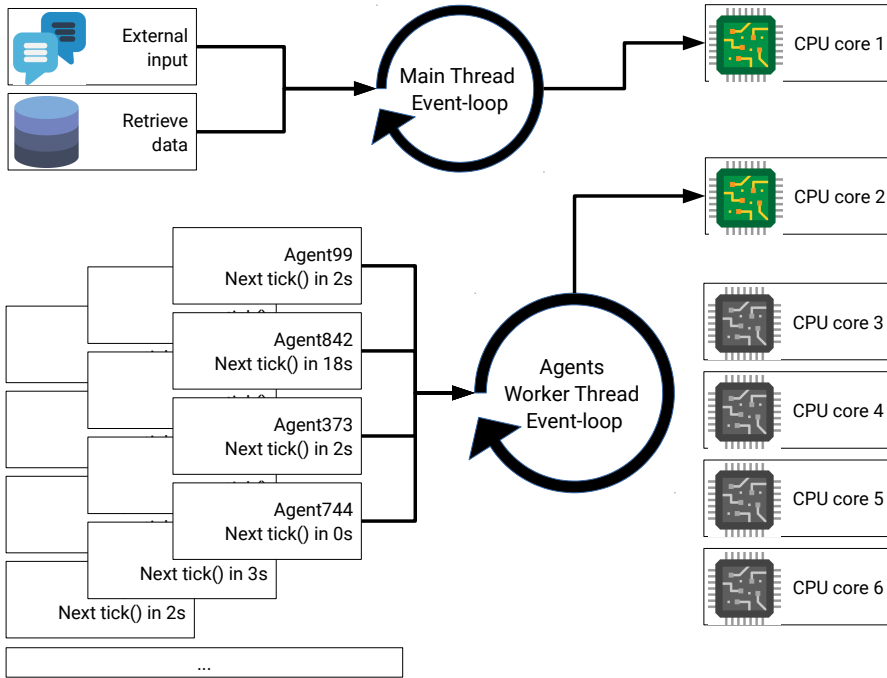 External
input
Retrieve
data
Main Thread
Event-loop
CPU core 1
CPU core 2
Agent99
Next tick() in 2s
Agent842
Next tick() in 18s
Agent373
Next tick() in 2s
Agent744
Next tick() in 0s
Next tick() in 3s
Next tick() in 2s
...
Agents
Worker Thread
Event-loop
CPU core 3
CPU core 4
CPU core 5
CPU core 6